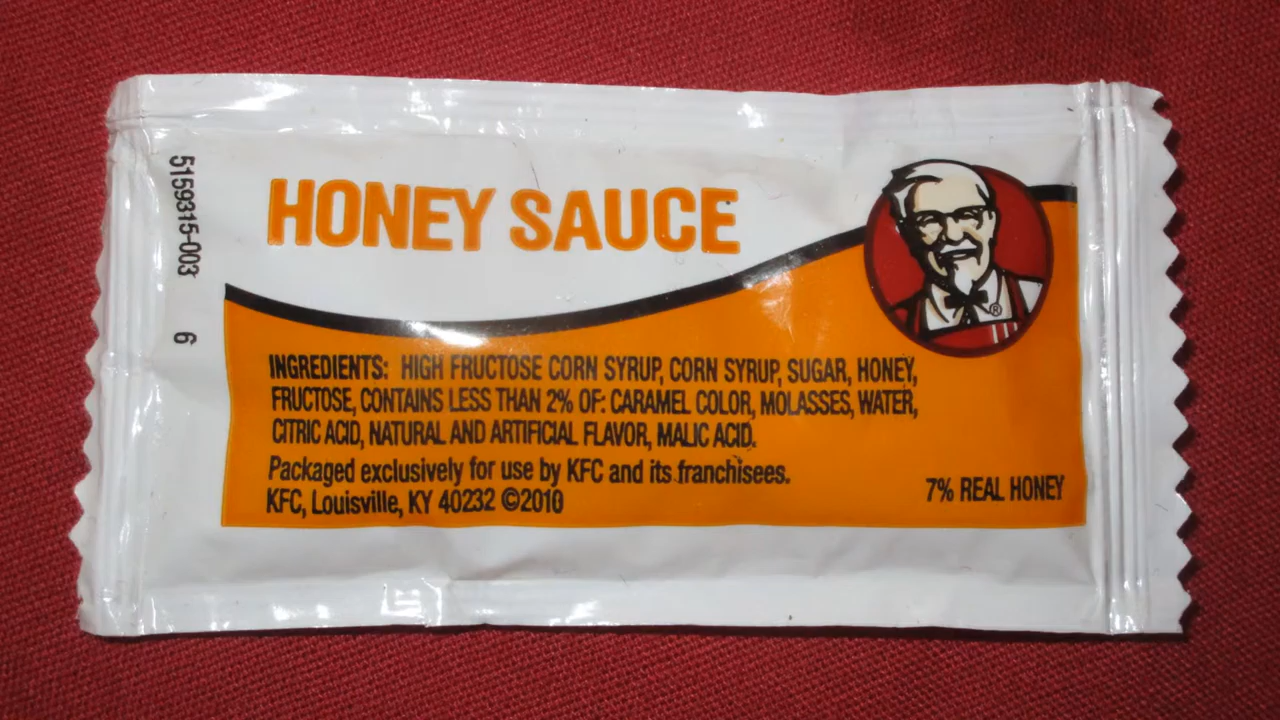 5159315-003 6
HONEY SAUCE
®
INGREDIENTS: HIGH FRUCTOSE CORN SYRUP, CORN SYRUP, SUGAR, HONEY,
FRUCTOSE, CONTAINS LESS THAN 2% OF: CARAMEL COLOR, MOLASSES, WATER,
CITRIC ACID, NATURAL AND ARTIFICIAL FLAVOR, MALIC ACID.
Packaged exclusively for use by KFC and its franchisees.
KFC, Louisville, KY 40232 ©2010
7% REAL HONEY